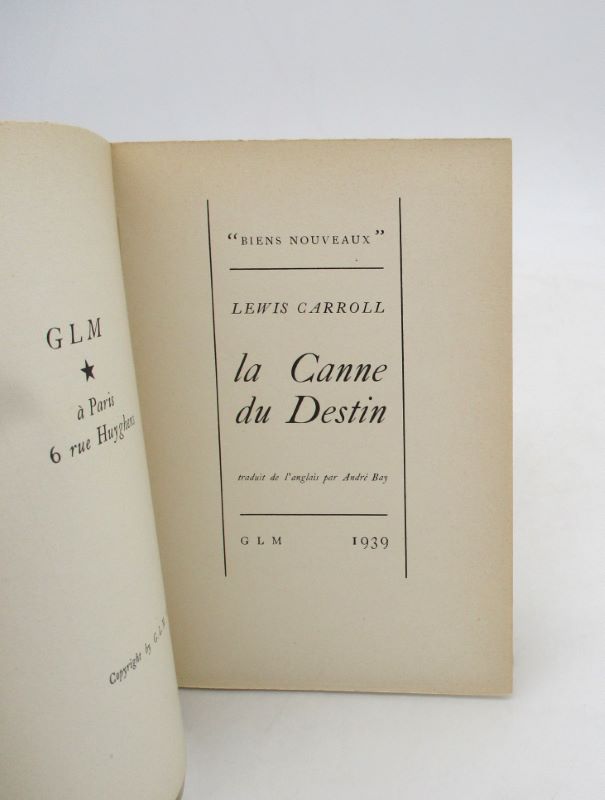 GLM
à Paris
6 rue Huyghens
Copyright by G.L.M
“BIENS NOUVEAUX”
LEWIS CARROLL
la Canne
du Destin
traduit de l'anglais par André Bay
GLM 1939